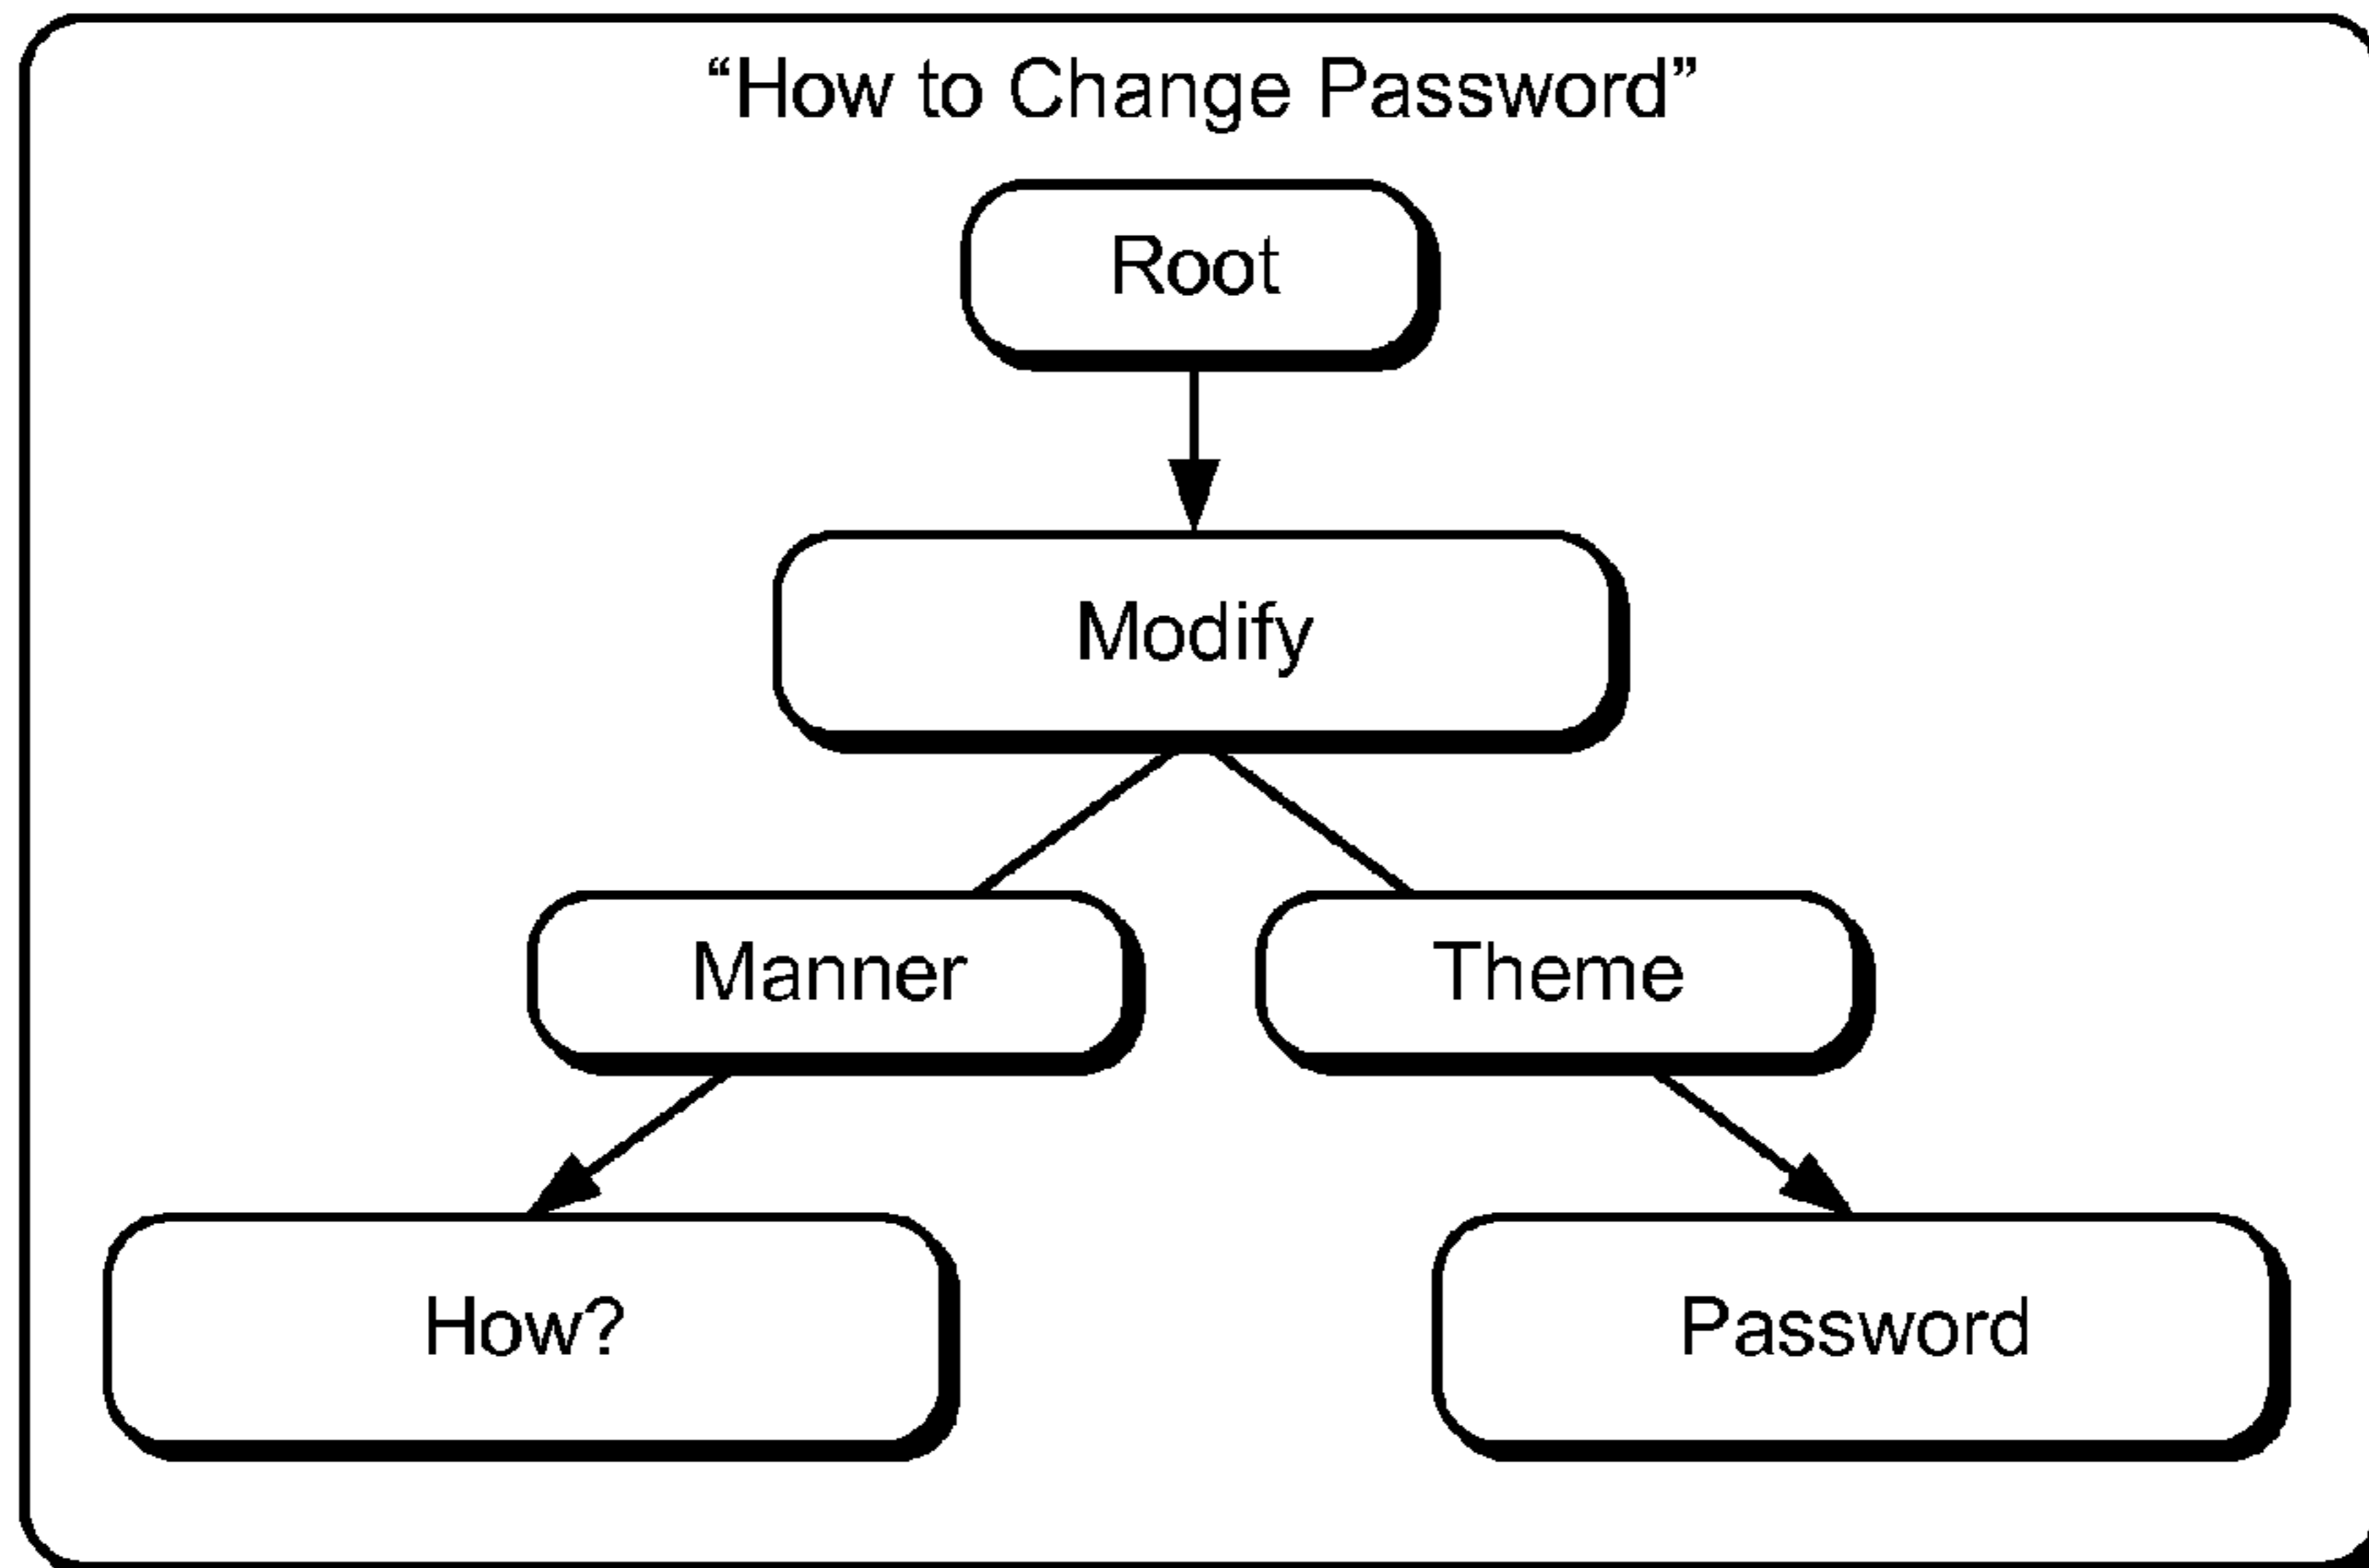 “How to Change Password”
Root
Modify
Manner
Theme
How?
Password